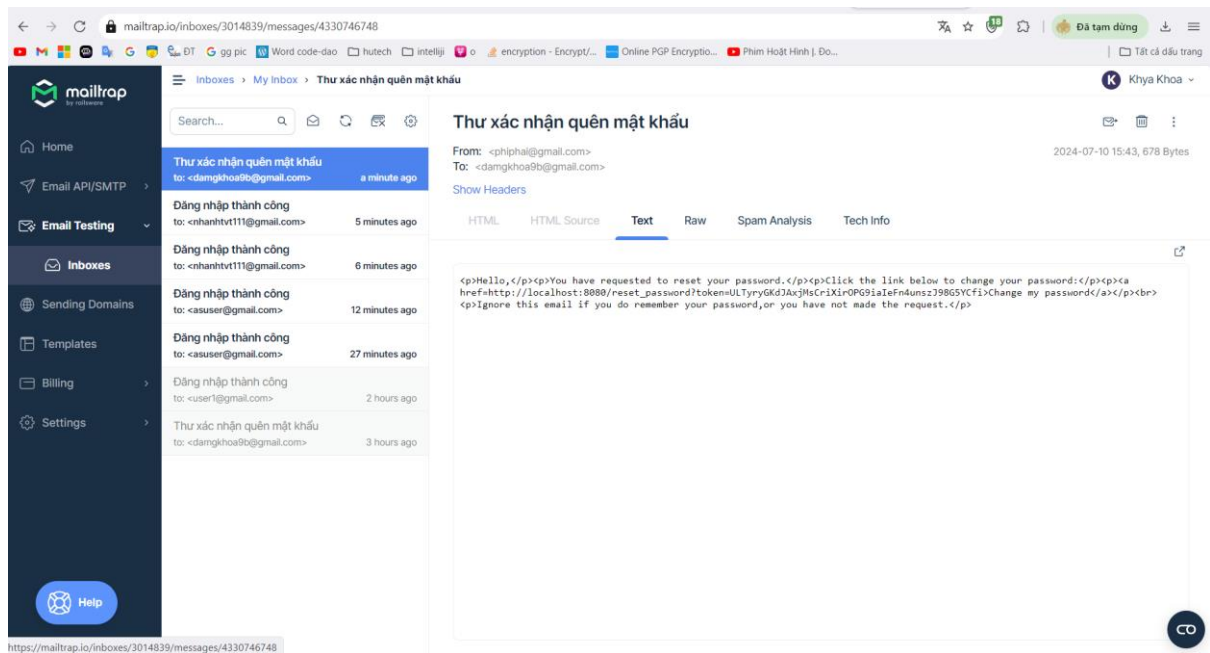 mailtrap.io/inboxes/3014839/messages/4330746748
18
Đã tạm dừng
ĐT
gg pic
Word code-dao
hutech
intelliji
o
encryption - Encrypt/...
Online PGP Encryptio...
Phim Hoạt Hình |. Đo...
Tất cả dấu trang
mailtrap
by railsware
Inboxes > My Inbox > Thư xác nhận quên mật khẩu
K Khya Khoa
Home
Email API/SMTP
Email Testing
Inboxes
Sending Domains
Templates
Billing
Settings
Help
Search...
Thư xác nhận quên mật khẩu
to: <damgkhoa9b@gmail.com> a minute ago
Đăng nhập thành công
to: <nhanhtvt111@gmail.com> 5 minutes ago
Đăng nhập thành công
to: <nhanhtvt111@gmail.com> 6 minutes ago
Đăng nhập thành công
to: <asuser@gmail.com> 12 minutes ago
Đăng nhập thành công
to: <asuser@gmail.com> 27 minutes ago
Đăng nhập thành công
to: <user1@gmail.com> 2 hours ago
Thư xác nhận quên mật khẩu
to: <damgkhoa9b@gmail.com> 3 hours ago
Thư xác nhận quên mật khẩu
From: <phiphai@gmail.com> 2024-07-10 15:43, 678 Bytes
To: <damgkhoa9b@gmail.com>
Show Headers
HTML HTML Source Text Raw Spam Analysis Tech Info
<p>Hello,</p><p>You have requested to reset your password.</p><p>Click the link below to change your password:</p><p><a
href=http://localhost:8080/reset_password?token=ULTyryGKdJAxjMsCriXirOPG9iaIeFn4unszJ98G5YCfi>Change my password</a></p><br>
<p>Ignore this email if you do remember your password,or you have not made the request.</p>
https://mailtrap.io/inboxes/3014839/messages/4330746748